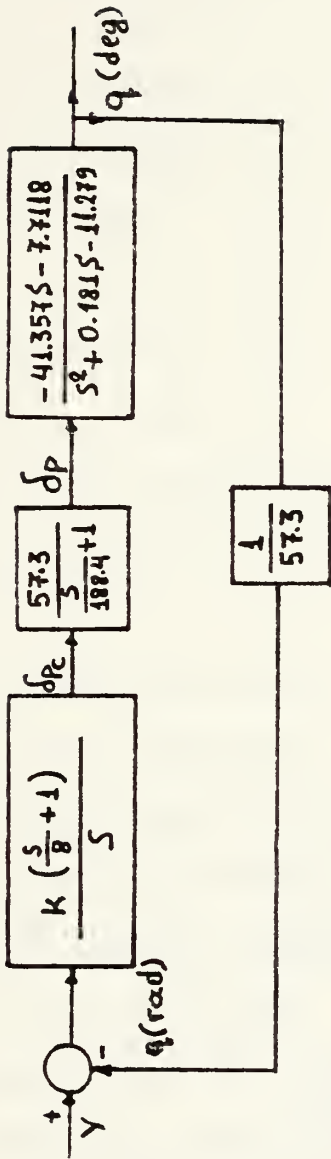 +
Y
-
q(rad)
K (S/8 + 1)
S
δPc
57.3
S/188.4 + 1
δp
-41.357S - 7.7118
S² + 0.181S - 11.279
q (deg)
1
57.3